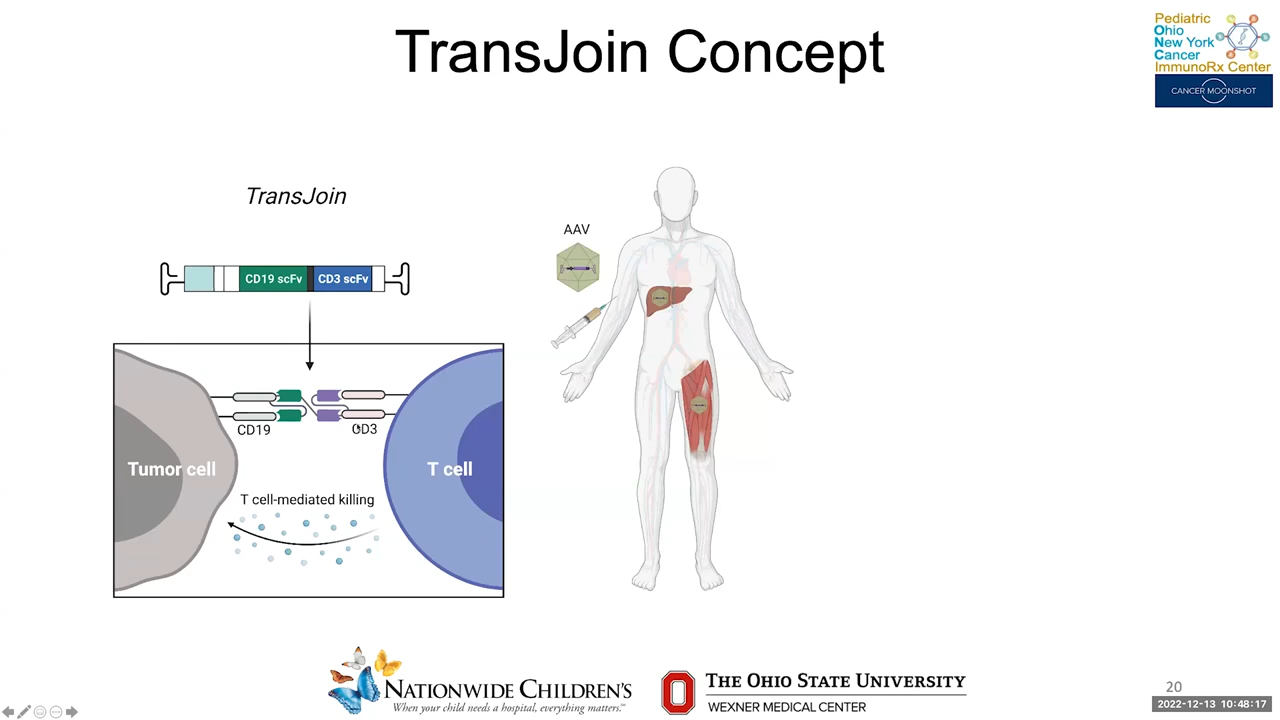 TransJoin Concept
Pediatric
Ohio
New York
Cancer
ImmunoRx Center
CANCER MOONSHOT
TransJoin
CD19 scFv
CD3 scFv
AAV
CD19
CD3
Tumor cell
T cell
T cell-mediated killing
NATIONWIDE CHILDREN'S
When your child needs a hospital, everything matters.
THE OHIO STATE UNIVERSITY
WEXNER MEDICAL CENTER
20
2022-12-13 10:48:17